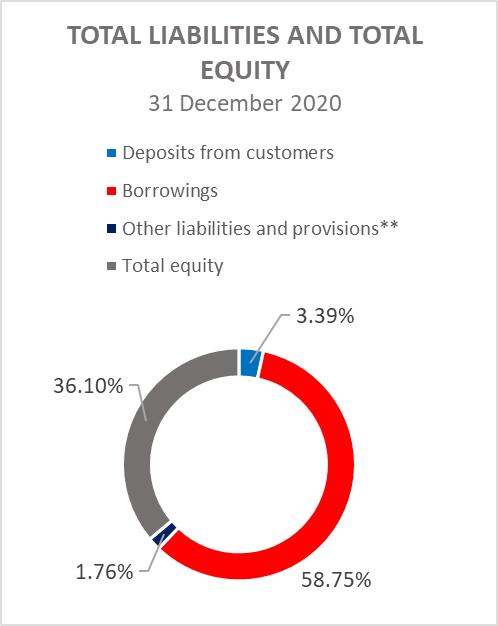 TOTAL LIABILITIES AND TOTAL
EQUITY
31 December 2020
Deposits from customers
Borrowings
Other liabilities and provisions**
Total equity
3.39%
36.10%
1.76%
58.75%